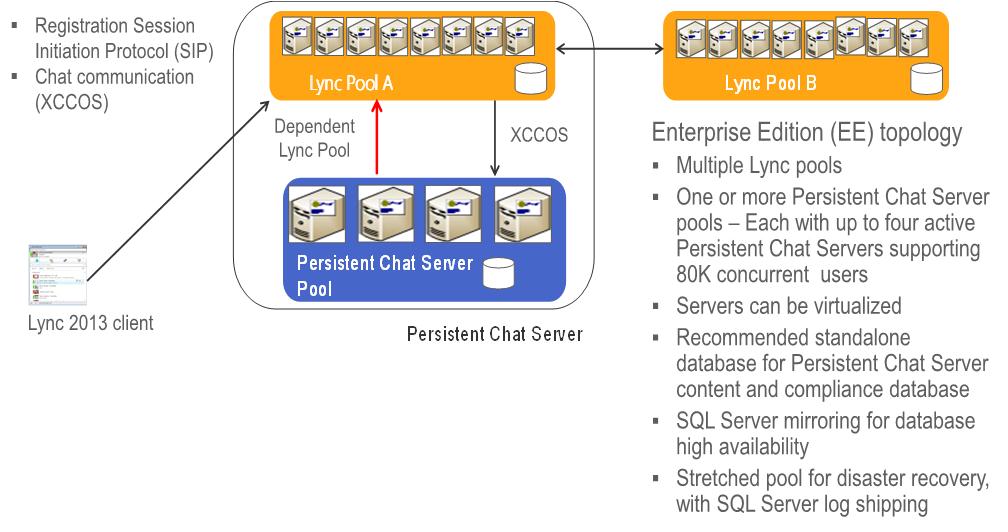 ▪ Registration Session
Initiation Protocol (SIP)
▪ Chat communication
(XCCOS)
Lync Pool A
Lync Pool B
Dependent
Lync Pool
XCCOS
Persistent Chat Server
Pool
Persistent Chat Server
Lync 2013 client
Enterprise Edition (EE) topology
▪ Multiple Lync pools
▪ One or more Persistent Chat Server
pools – Each with up to four active
Persistent Chat Servers supporting
80K concurrent users
▪ Servers can be virtualized
▪ Recommended standalone
database for Persistent Chat Server
content and compliance database
▪ SQL Server mirroring for database
high availability
▪ Stretched pool for disaster recovery,
with SQL Server log shipping